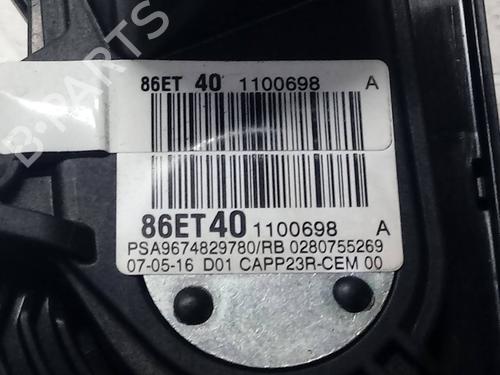 B-PARTS
86ET 40 1100698 A
86ET40 1100698 A
PSA9674829780/RB 0280755269
07-05-16 D01 CAPP23R-CEM 00